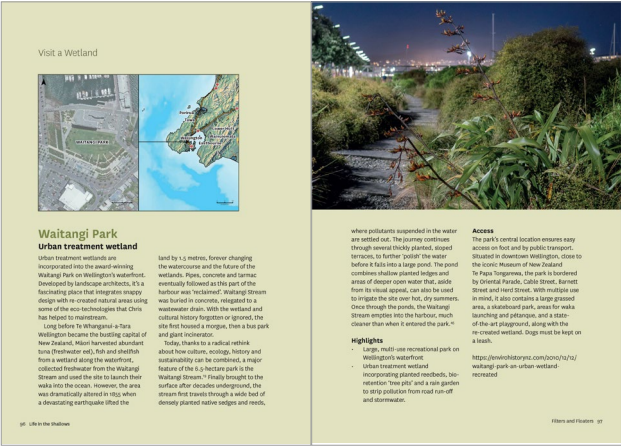 Visit a Wetland
WAITANGI PARK
Waitangi Park
Urban treatment wetland
Urban treatment wetlands are
incorporated into the award-winning
Waitangi Park on Wellington's waterfront.
Developed by landscape architects, it's a
fascinating place that integrates snappy
design with re-created natural areas using
some of the eco-technologies that Chris
has helped to mainstream.
Long before Te Whanganui-a-Tara
Wellington became the bustling capital of
New Zealand, Māori harvested abundant
tuna (freshwater eel), fish and shellfish
from a wetland along the waterfront,
collected freshwater from the Waitangi
Stream and used the site to launch their
waka into the ocean. However, the area
was dramatically altered in 1855 when
a devastating earthquake lifted the
land by 1.5 metres, forever changing
the watercourse and the future of the
wetlands. Pipes, concrete and tarmac
eventually followed as this part of the
harbour was 'reclaimed'. Waitangi Stream
was buried in concrete, relegated to a
wastewater drain. With the wetland and
cultural history forgotten or ignored, the
site first housed a morgue, then a bus park
and giant incinerator.
Today, thanks to a radical rethink
about how culture, ecology, history and
sustainability can be combined, a major
feature of the 6.5-hectare park is the
Waitangi Stream. Finally brought to the
surface after decades underground, the
stream first travels through a wide bed of
densely planted native sedges and reeds,
96 Life in the Shallows
where pollutants suspended in the water
are settled out. The journey continues
through several thickly planted, sloped
terraces, to further 'polish' the water
before it falls into a large pond. The pond
combines shallow planted ledges and
areas of deeper open water that, aside
from its visual appeal, can also be used
to irrigate the site over hot, dry summers.
Once through the ponds, the Waitangi
Stream empties into the harbour, much
cleaner than when it entered the park.
Highlights
- Large, multi-use recreational park on
Wellington's waterfront
- Urban treatment wetland
incorporating planted reedbeds, bio-
retention 'tree pits' and a rain garden
to strip pollution from road run-off
and stormwater.
Access
The park's central location ensures easy
access on foot and by public transport.
Situated in downtown Wellington, close to
the iconic Museum of New Zealand
Te Papa Tongarewa, the park is bordered
by Oriental Parade, Cable Street, Barnett
Street and Herd Street. With multiple use
in mind, it also contains a large grassed
area, a skateboard park, areas for waka
launching and pétanque, and a state-
of-the-art playground, along with the
re-created wetland. Dogs must be kept on
a leash.
https://envirohistorynz.com/2010/12/12/
waitangi-park-an-urban-wetland-
recreated
Filters and Floaters 97